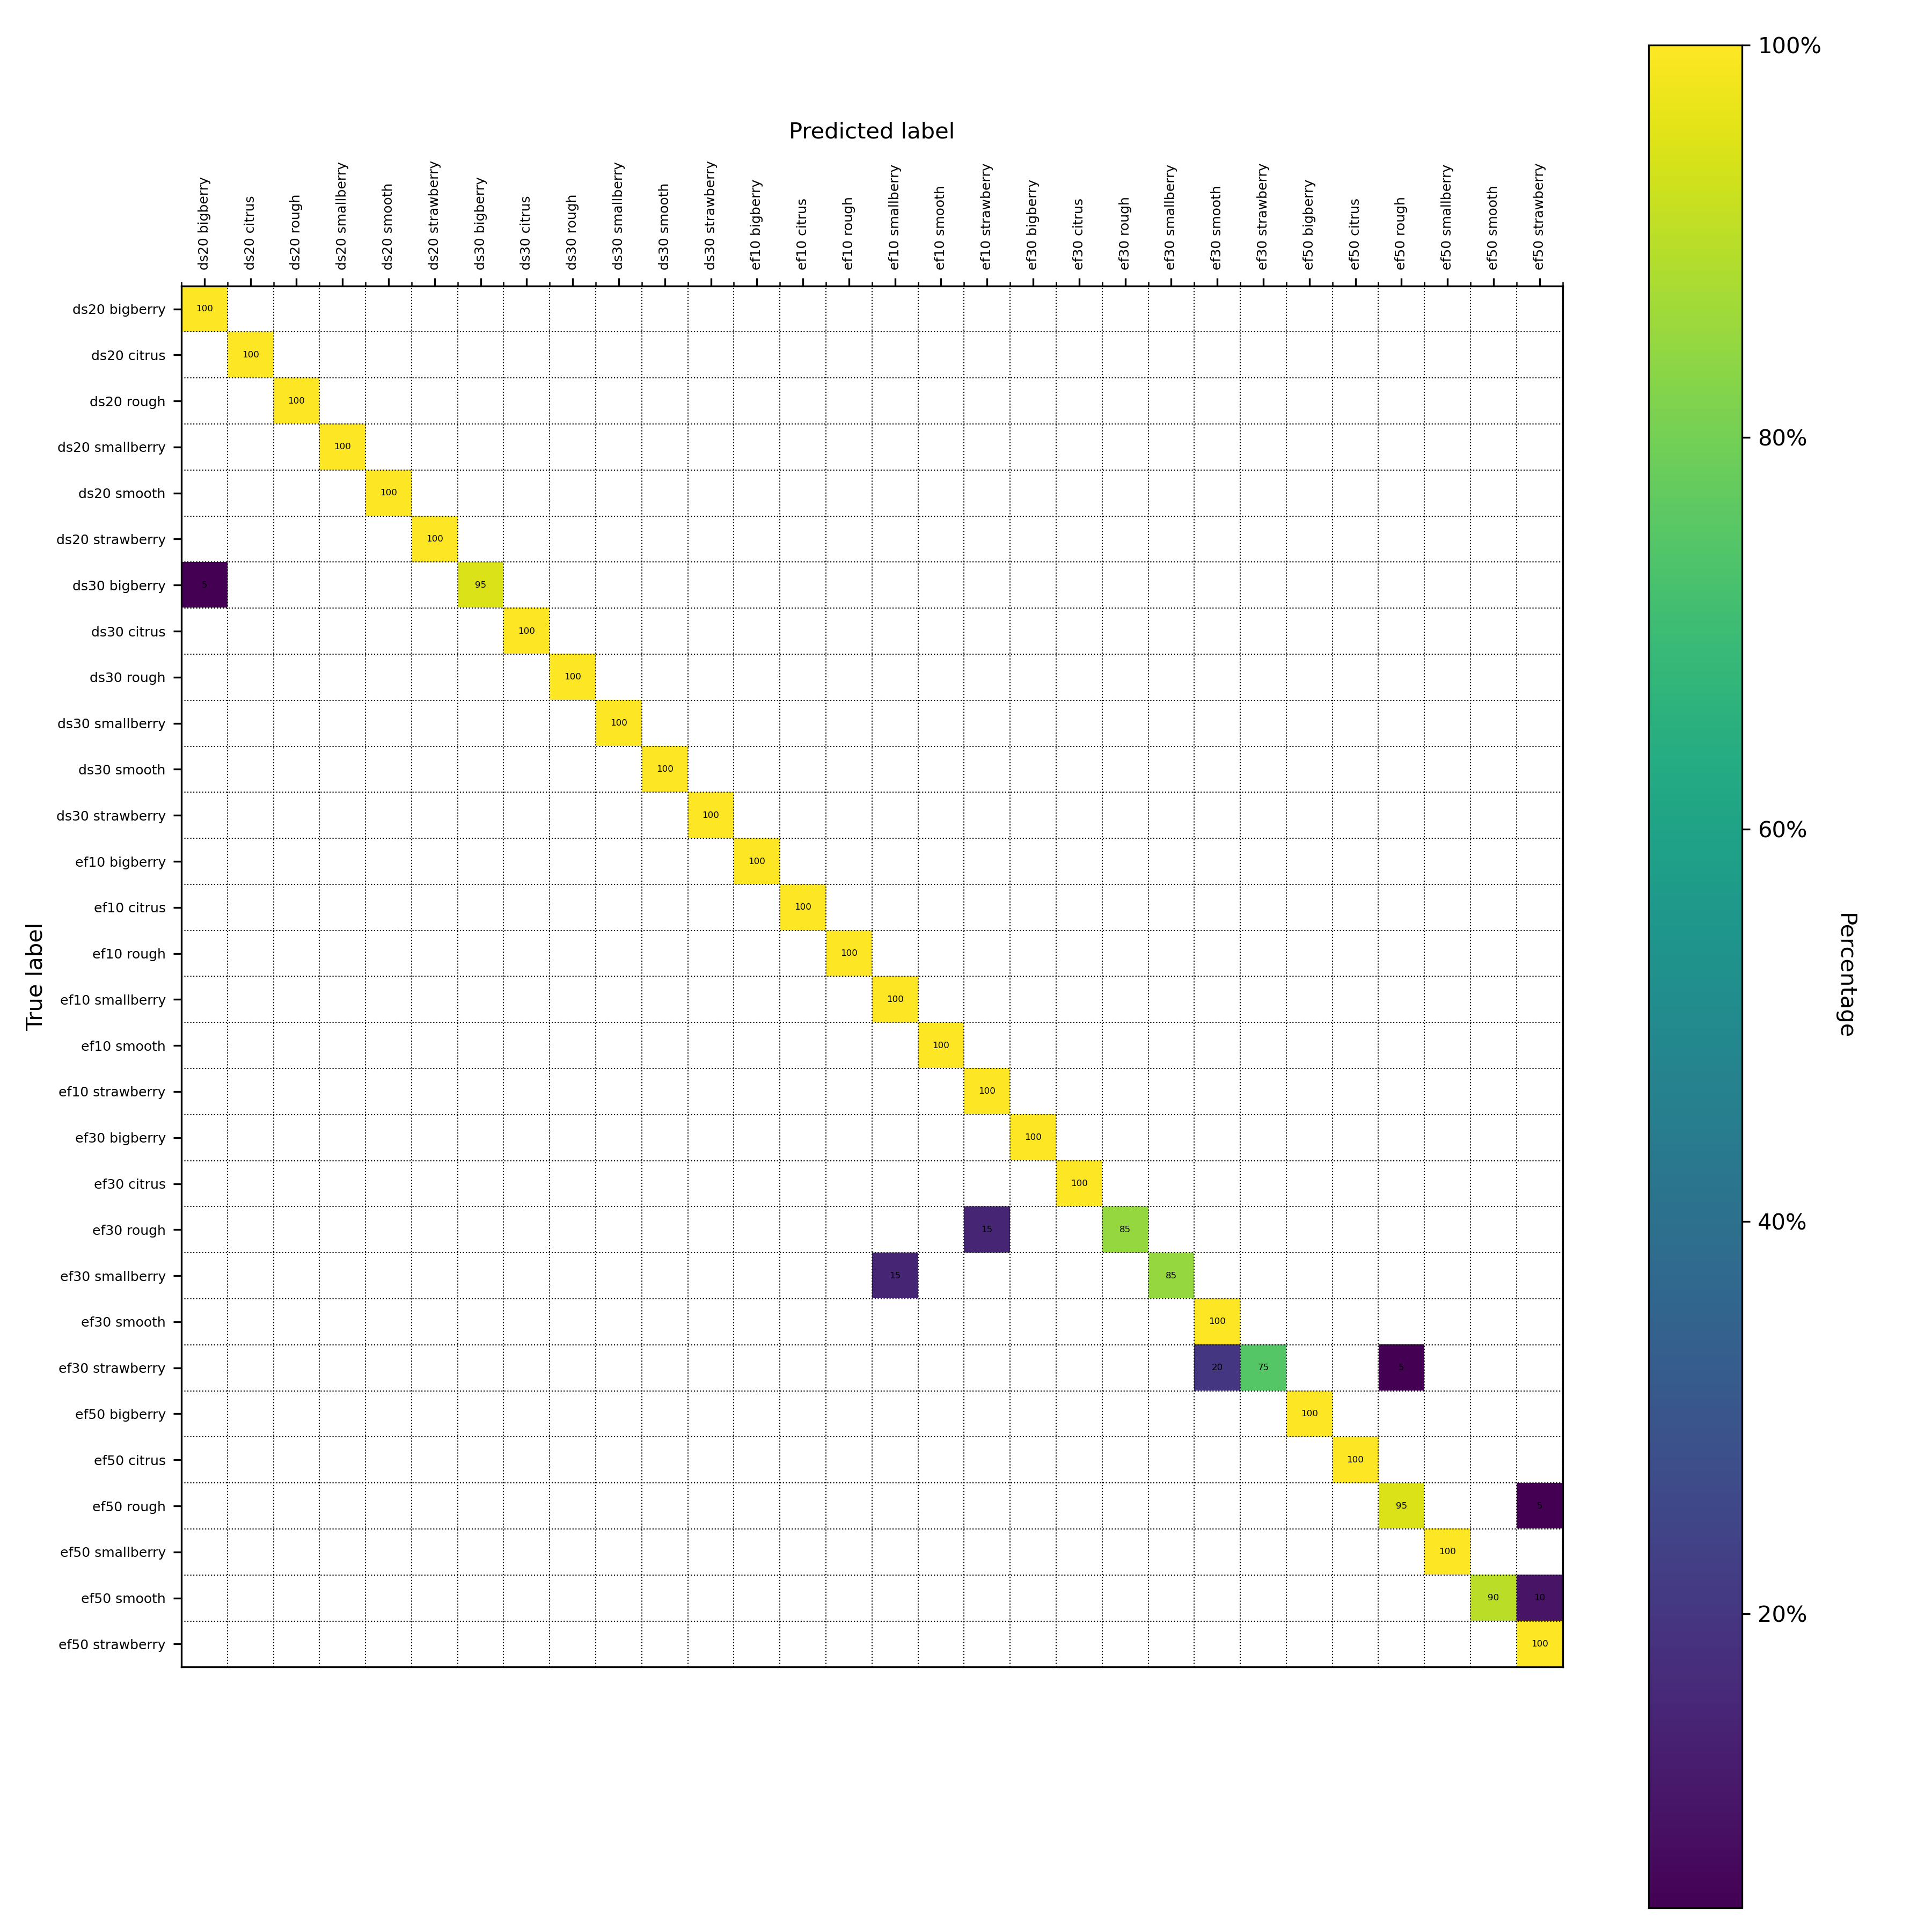 Predicted label
ds20 bigberry
ds20 citrus
ds20 rough
ds20 smallberry
ds20 smooth
ds20 strawberry
ds30 bigberry
ds30 citrus
ds30 rough
ds30 smallberry
ds30 smooth
ds30 strawberry
ef10 bigberry
ef10 citrus
ef10 rough
ef10 smallberry
ef10 smooth
ef10 strawberry
ef30 bigberry
ef30 citrus
ef30 rough
ef30 smallberry
ef30 smooth
ef30 strawberry
ef50 bigberry
ef50 citrus
ef50 rough
ef50 smallberry
ef50 smooth
ef50 strawberry
True label
ds20 bigberry 100
ds20 citrus 100
ds20 rough 100
ds20 smallberry 100
ds20 smooth 100
ds20 strawberry 100
ds30 bigberry 5 95
ds30 citrus 100
ds30 rough 100
ds30 smallberry 100
ds30 smooth 100
ds30 strawberry 100
ef10 bigberry 100
ef10 citrus 100
ef10 rough 100
ef10 smallberry 100
ef10 smooth 100
ef10 strawberry 100
ef30 bigberry 100
ef30 citrus 100
ef30 rough 15 85
ef30 smallberry 15 85
ef30 smooth 100
ef30 strawberry 20 75 5
ef50 bigberry 100
ef50 citrus 100
ef50 rough 95 5
ef50 smallberry 100
ef50 smooth 90 10
ef50 strawberry 100
100%
80%
60%
40%
20%
Percentage